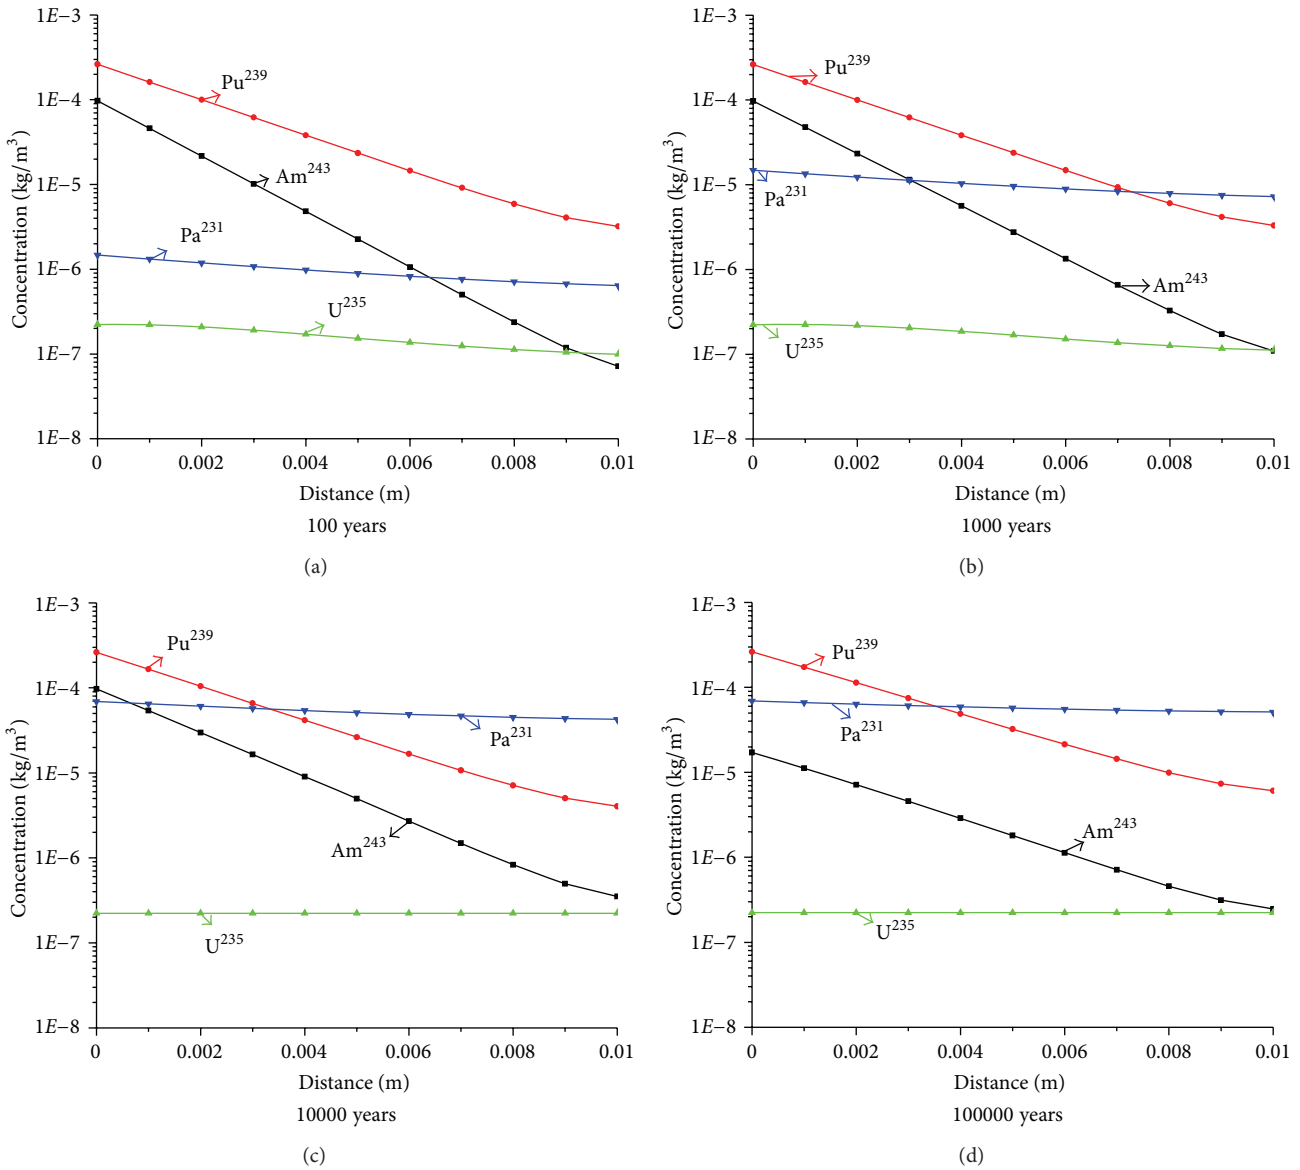 1E−3
1E−4
1E−5
1E−6
1E−7
1E−8
Concentration (kg/m³)
Pu²³⁹
Am²⁴³
Pa²³¹
U²³⁵
0
0.002
0.004
0.006
0.008
0.01
Distance (m)
100 years
(a)
1E−3
1E−4
1E−5
1E−6
1E−7
1E−8
Concentration (kg/m³)
Pu²³⁹
Pa²³¹
Am²⁴³
U²³⁵
0
0.002
0.004
0.006
0.008
0.01
Distance (m)
1000 years
(b)
1E−3
1E−4
1E−5
1E−6
1E−7
1E−8
Concentration (kg/m³)
Pu²³⁹
Pa²³¹
Am²⁴³
U²³⁵
0
0.002
0.004
0.006
0.008
0.01
Distance (m)
10000 years
(c)
1E−3
1E−4
1E−5
1E−6
1E−7
1E−8
Concentration (kg/m³)
Pu²³⁹
Pa²³¹
Am²⁴³
U²³⁵
0
0.002
0.004
0.006
0.008
0.01
Distance (m)
100000 years
(d)